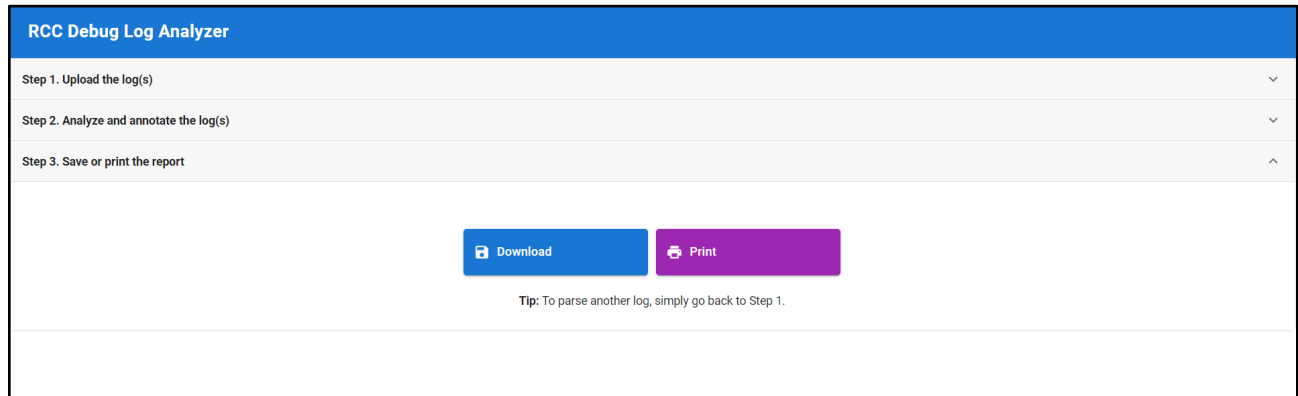 RCC Debug Log Analyzer
Step 1. Upload the log(s)
Step 2. Analyze and annotate the log(s)
Step 3. Save or print the report
Download
Print
Tip: To parse another log, simply go back to Step 1.